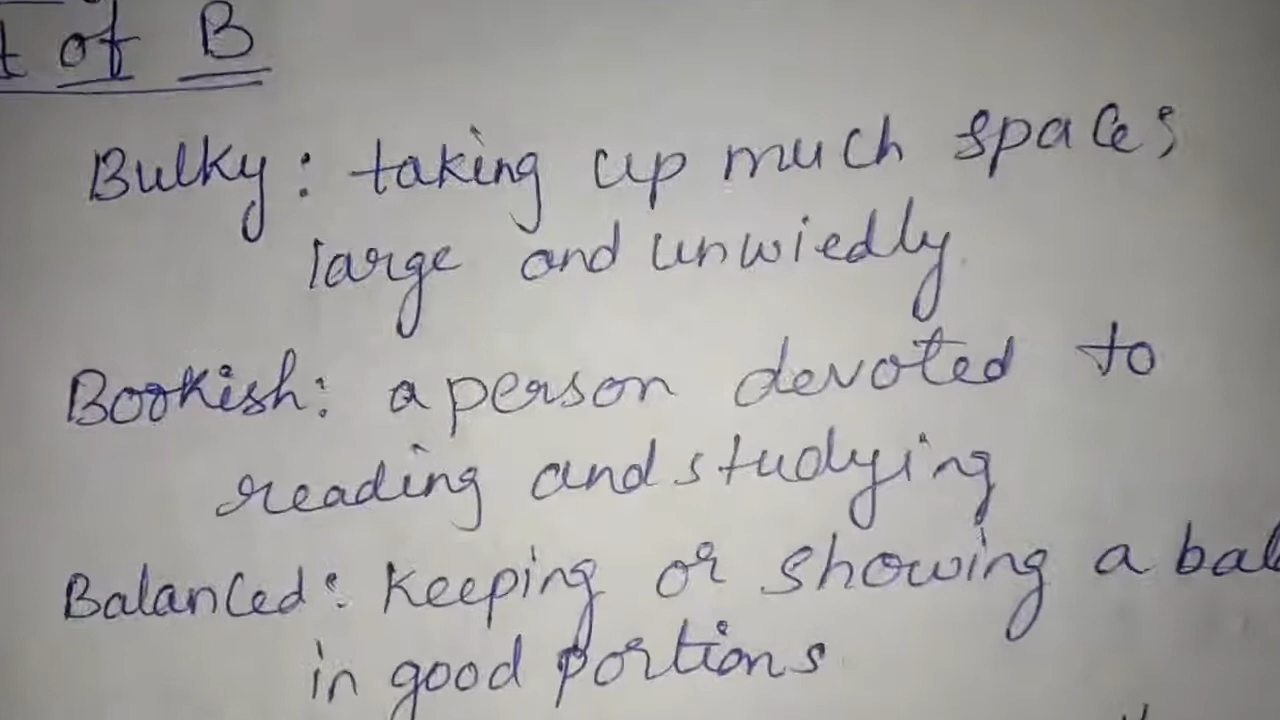 t of B
Bulky: taking up much space;
large and unwiedly
Bookish: a person devoted to
reading and studying
Balanced: Keeping or showing a bal
in good portions